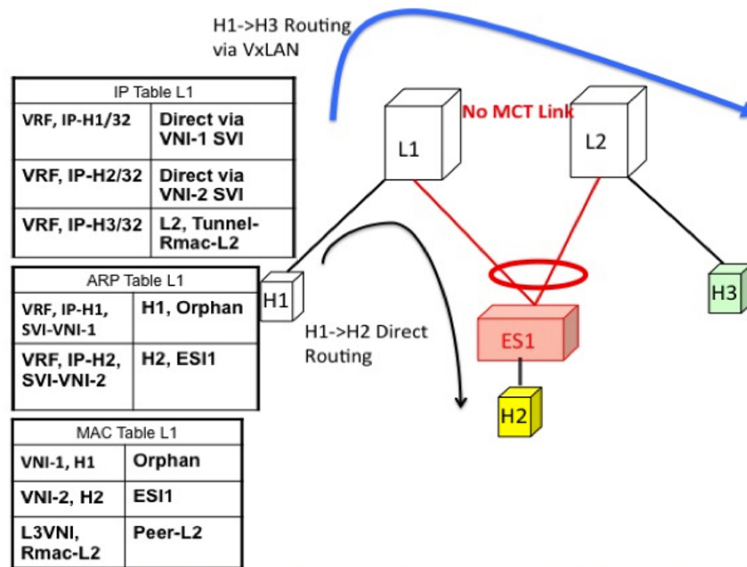 H1->H3 Routing
via VxLAN
IP Table L1
VRF, IP-H1/32
Direct via
VNI-1 SVI
VRF, IP-H2/32
Direct via
VNI-2 SVI
VRF, IP-H3/32
L2, Tunnel-
Rmac-L2
No MCT Link
L1
L2
ARP Table L1
VRF, IP-H1,
SVI-VNI-1
H1, Orphan
VRF, IP-H2,
SVI-VNI-2
H2, ESI1
H1
H3
H1->H2 Direct
Routing
ES1
H2
MAC Table L1
VNI-1, H1
Orphan
VNI-2, H2
ESI1
L3VNI,
Rmac-L2
Peer-L2